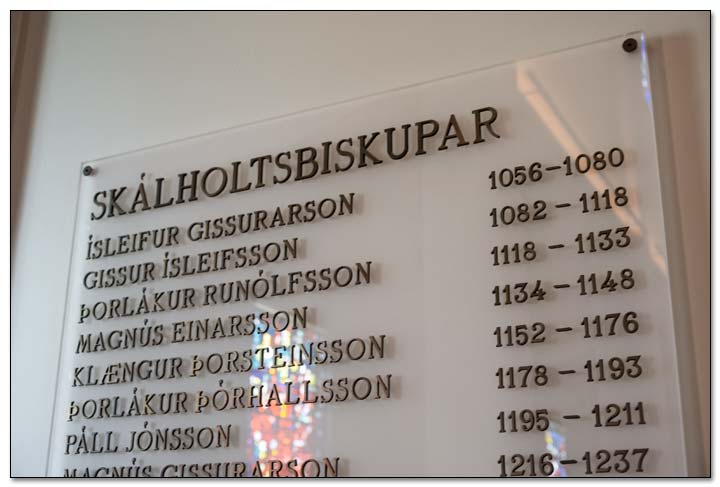 SKÁLHOLTSBISKUPAR
ÍSLEIFUR GISSURARSON 1056–1080
GISSUR ÍSLEIFSSON 1082–1118
ÞORLÁKUR RUNÓLFSSON 1118–1133
MAGNÚS EINARSSON 1134–1148
KLÆNGUR ÞORSTEINSSON 1152–1176
ÞORLÁKUR ÞÓRHALLSSON 1178–1193
PÁLL JÓNSSON 1195–1211
MAGNÚS GISSURARSON 1216–1237